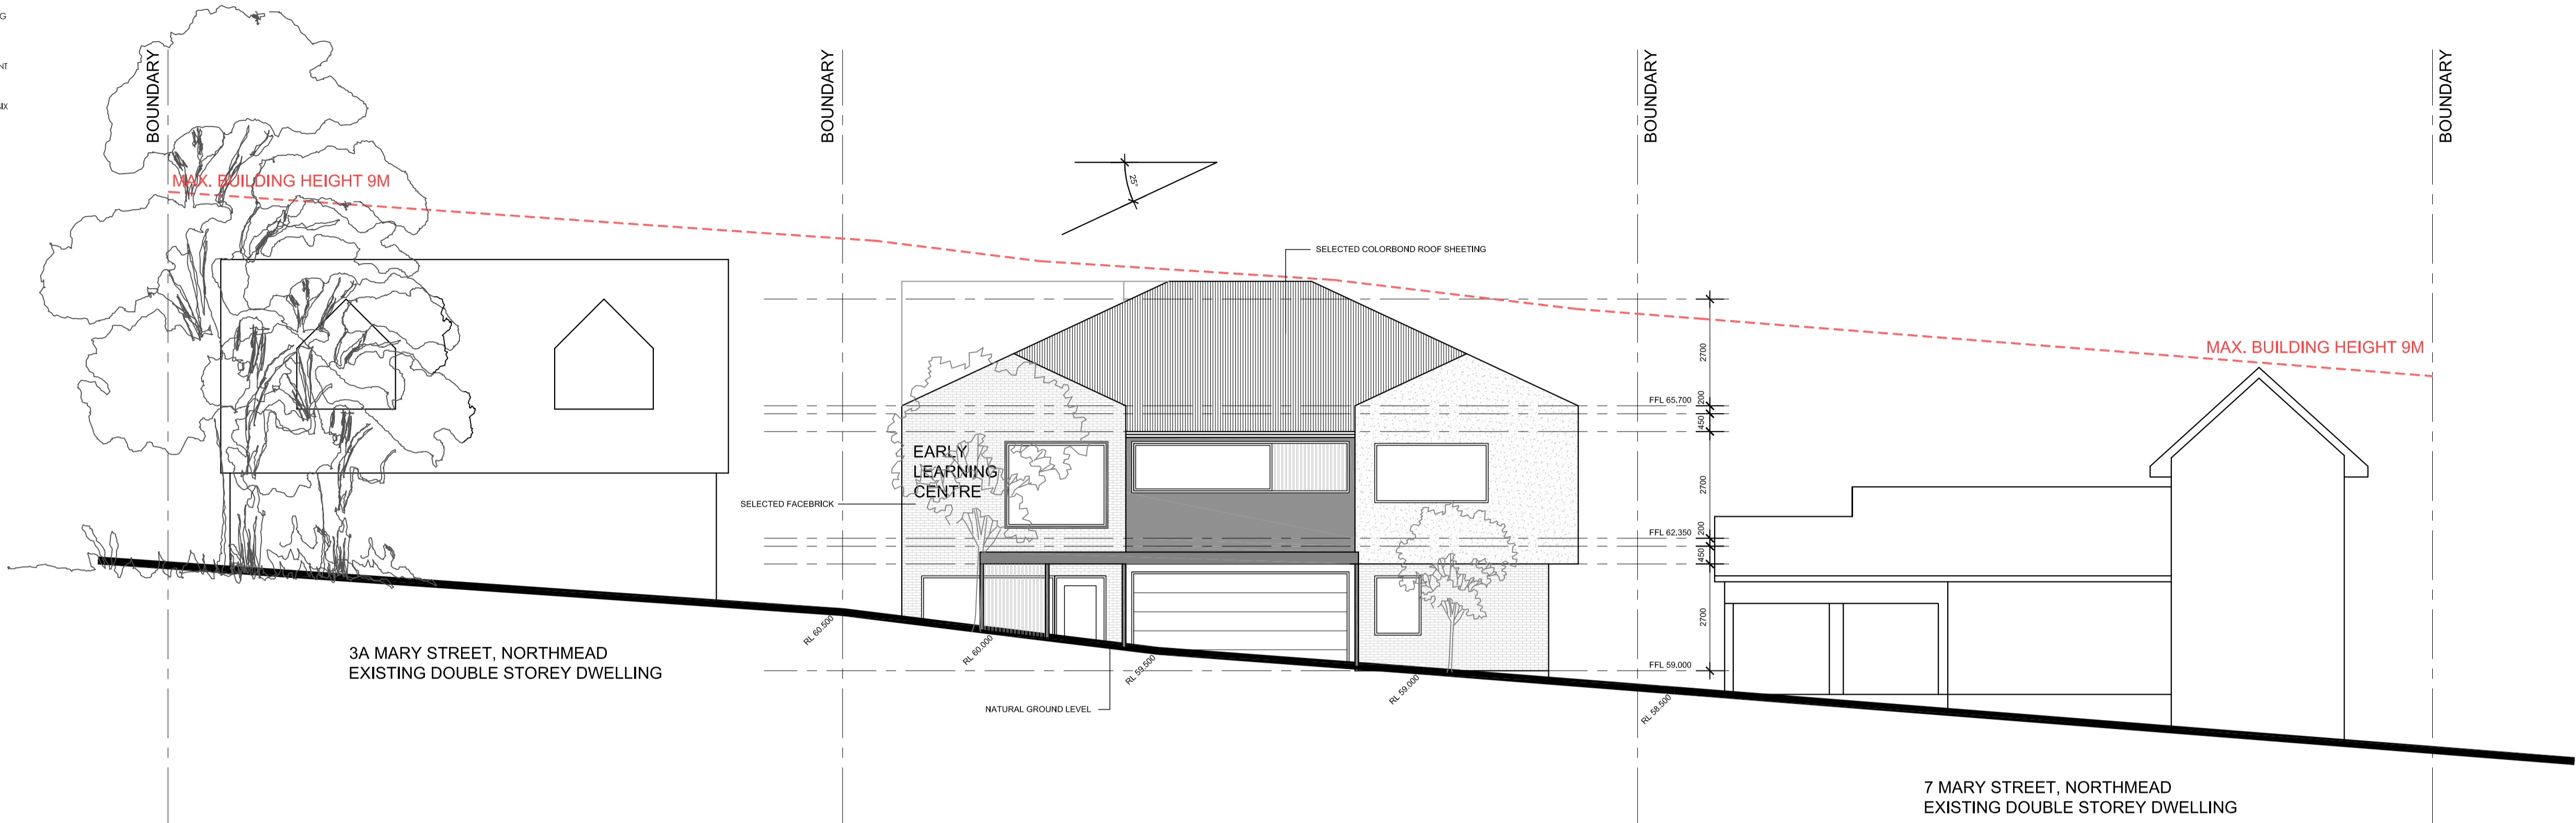 BOUNDARY
BOUNDARY
BOUNDARY
BOUNDARY
MAX. BUILDING HEIGHT 9M
25°
SELECTED COLORBOND ROOF SHEETING
MAX. BUILDING HEIGHT 9M
2700
FFL 65.700
200
450
EARLY
LEARNING
CENTRE
SELECTED FACEBRICK
2700
FFL 62.350
200
450
2700
FFL 59.000
RL 60.500
RL 60.000
RL 59.500
RL 59.000
RL 58.500
NATURAL GROUND LEVEL
3A MARY STREET, NORTHMEAD
EXISTING DOUBLE STOREY DWELLING
7 MARY STREET, NORTHMEAD
EXISTING DOUBLE STOREY DWELLING